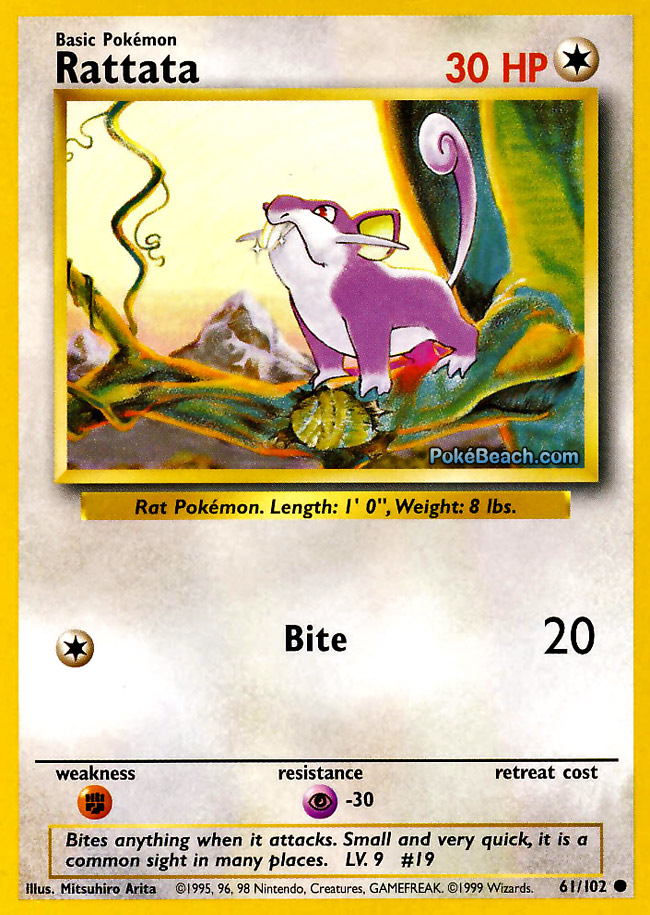 Basic Pokémon
Rattata
30 HP
PokéBeach.com
Rat Pokémon. Length: 1' 0", Weight: 8 lbs.
Bite 20
weakness resistance retreat cost
-30
Bites anything when it attacks. Small and very quick, it is a
common sight in many places. LV. 9 #19
Illus. Mitsuhiro Arita ©1995, 96, 98 Nintendo, Creatures, GAMEFREAK. ©1999 Wizards. 61/102